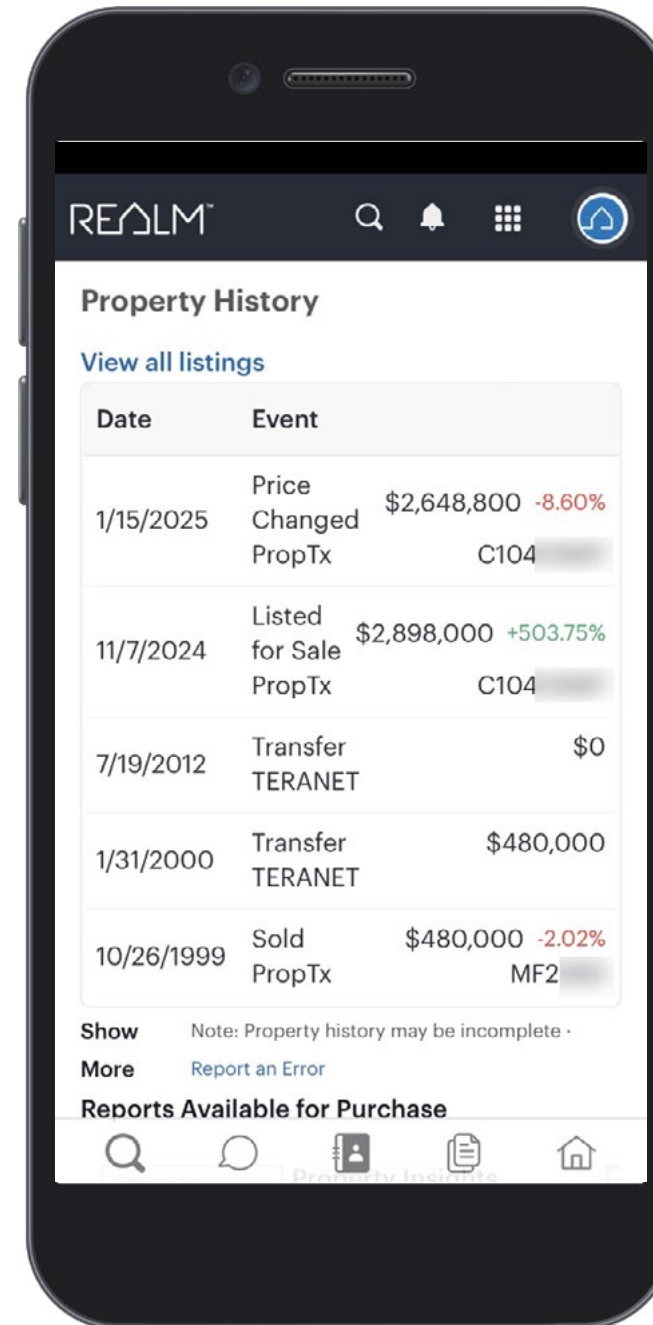 REALM™
Property History
View all listings
Date Event
1/15/2025 Price Changed PropTx $2,648,800 -8.60% C104
11/7/2024 Listed for Sale PropTx $2,898,000 +503.75% C104
7/19/2012 Transfer TERANET $0
1/31/2000 Transfer TERANET $480,000
10/26/1999 Sold PropTx $480,000 -2.02% MF2
Show More
Note: Property history may be incomplete ·
Report an Error
Reports Available for Purchase
Property Insights